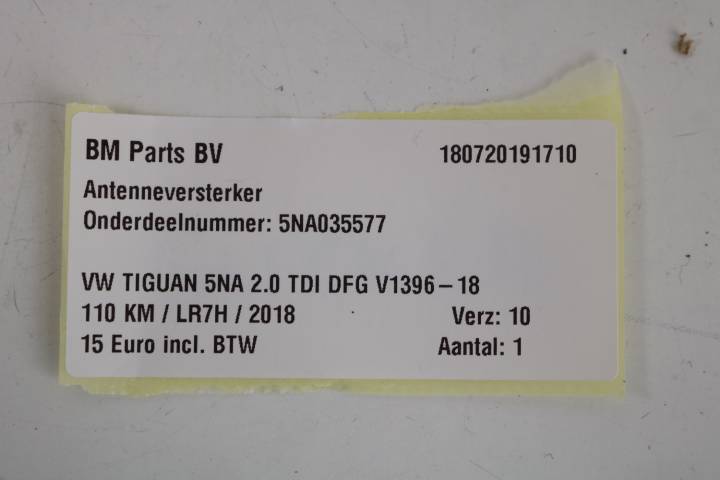 BM Parts BV 180720191710
Antenneversterker
Onderdeelnummer: 5NA035577
VW TIGUAN 5NA 2.0 TDI DFG V1396-18
110 KM / LR7H / 2018 Verz: 10
15 Euro incl. BTW Aantal: 1